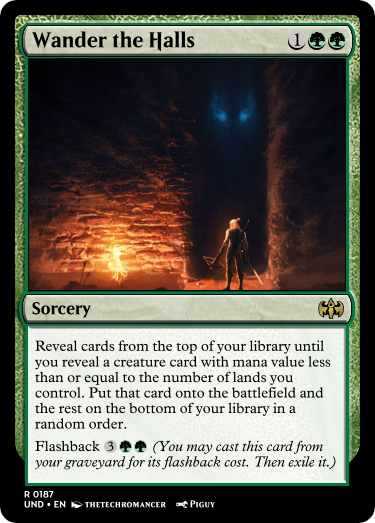 Wander the Halls 1
Sorcery
Reveal cards from the top of your library until
you reveal a creature card with mana value less
than or equal to the number of lands you
control. Put that card onto the battlefield and
the rest on the bottom of your library in a
random order.
Flashback 3 (You may cast this card from
your graveyard for its flashback cost. Then exile it.)
R 0187
UND • EN THETECHROMANCER PIGUY